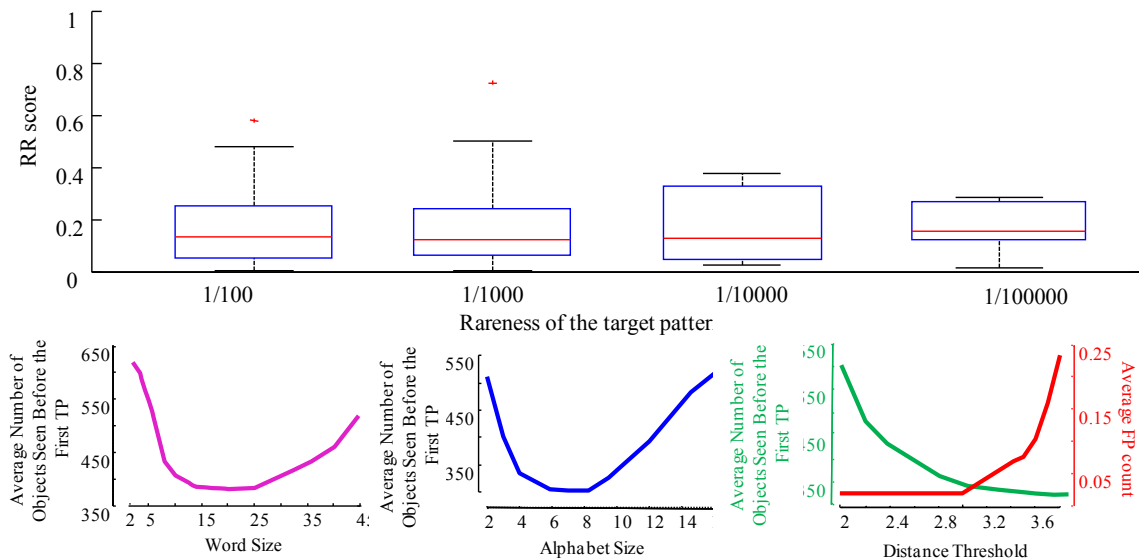 RR score
1
0.8
0.6
0.4
0.2
0
1/100
1/1000
1/10000
1/100000
Rareness of the target patter
Average Number of
Objects Seen Before the
First TP
650
550
450
350
2 5 15 25 35 4
Word Size
Average Number of
Objects Seen Before the
First TP
550
450
350
2 4 6 8 10 12 14
Alphabet Size
Average Number of
Objects Seen Before the
First TP
550
450
350
0.25
0.15
0.05
Average FP
count
2 2.4 2.8 3.2 3.6
Distance Threshold